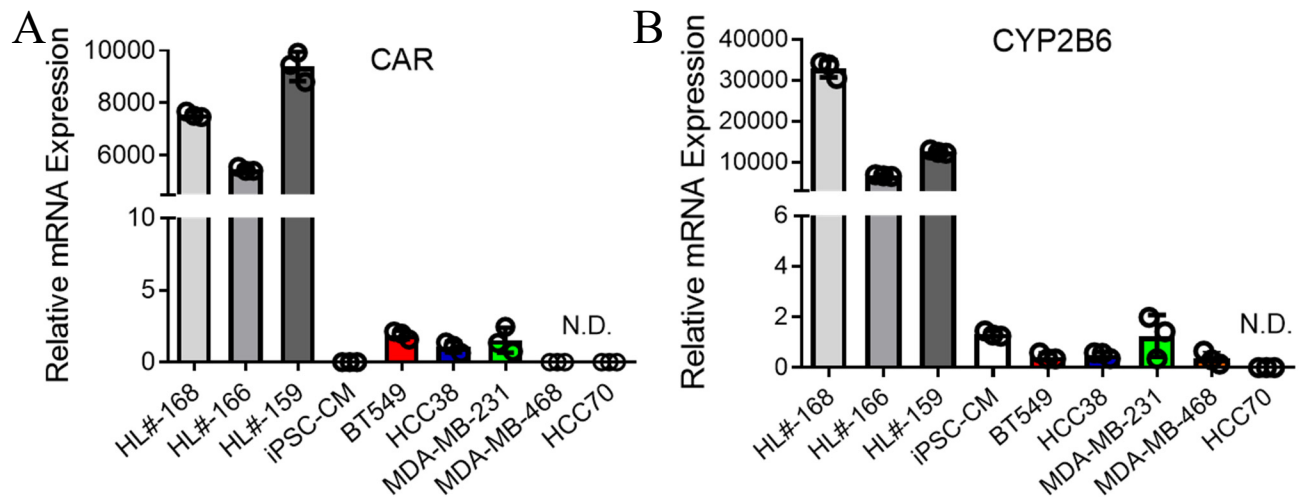 A
CAR
Relative mRNA Expression
10000
8000
6000
10
5
0
N.D.
HL#-168
HL#-166
HL#-159
iPSC-CM
BT549
HCC38
MDA-MB-231
MDA-MB-468
HCC70
B
CYP2B6
Relative mRNA Expression
40000
30000
20000
10000
6
4
2
0
N.D.
HL#-168
HL#-166
HL#-159
iPSC-CM
BT549
HCC38
MDA-MB-231
MDA-MB-468
HCC70